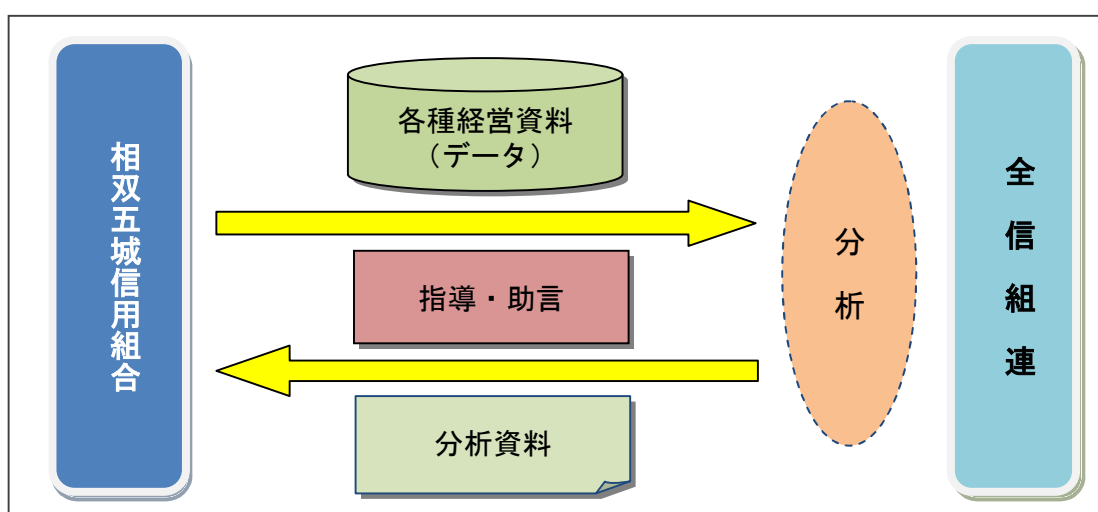 相双五城信用組合
各種経営資料
（データ）
指導・助言
分析資料
分析
全信組連